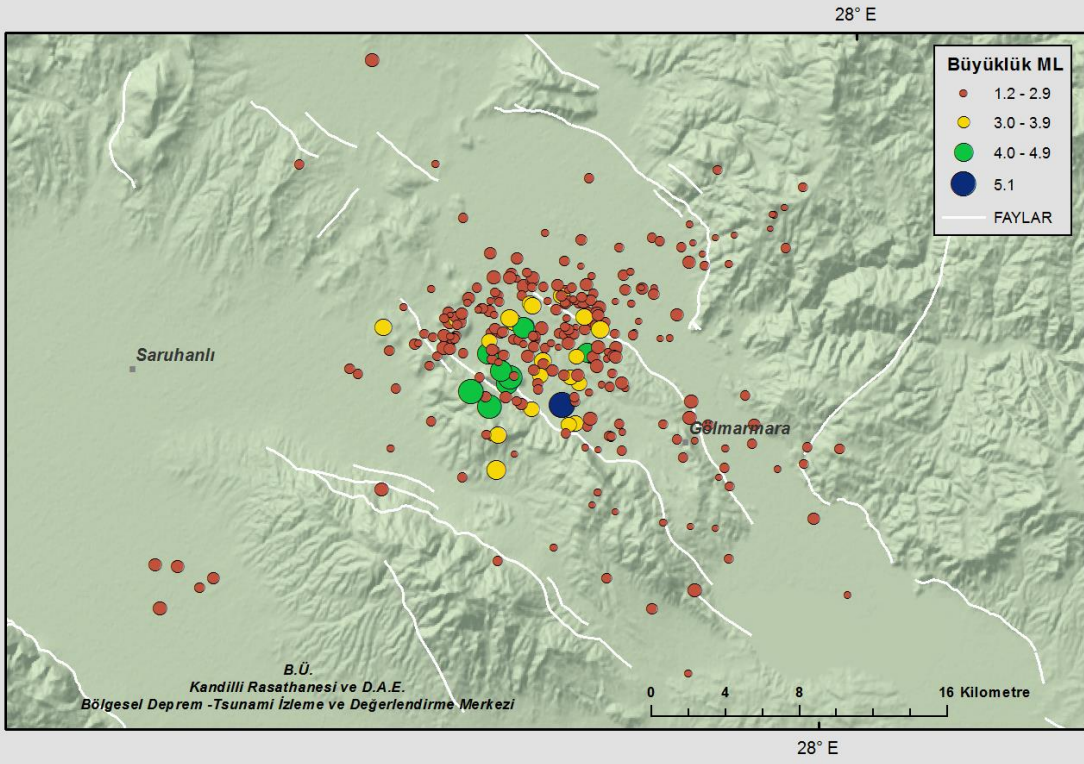 28° E
Büyüklük ML
1.2 - 2.9
3.0 - 3.9
4.0 - 4.9
5.1
FAYLAR
Saruhanlı
Gölmarmara
B.Ü.
Kandilli Rasathanesi ve D.A.E.
Bölgesel Deprem -Tsunami İzleme ve Değerlendirme Merkezi
0 4 8 16 Kilometre
28° E